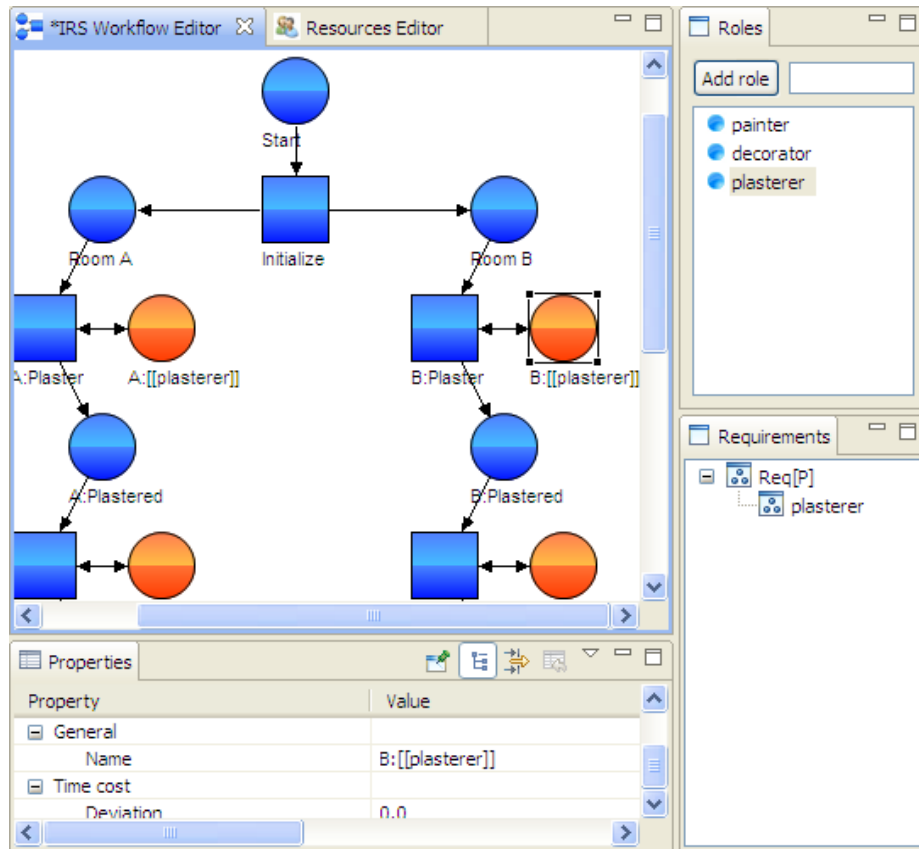 *IRS Workflow Editor
Resources Editor
Start
Room A
Initialize
Room B
A:Plaster
A:[[plasterer]]
B:Plaster
B:[[plasterer]]
A:Plastered
B:Plastered
Roles
Add role
painter
decorator
plasterer
Requirements
Req[P]
plasterer
Properties
Property Value
General
Name B:[[plasterer]]
Time cost
Deviation 0.0